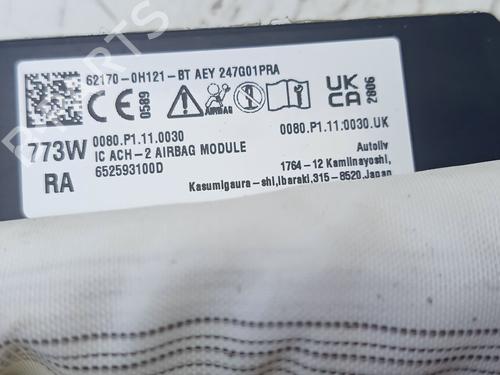 62170-0H121-BT AEY 247G01PRA
CE 0589
AIRBAG
UK CA 2806
773W
RA
0080.P1.11.0030
IC ACH-2 AIRBAG MODULE
652593100D
0080.P1.11.0030.UK
Autoliv
1764-12 Kamiinayoshi,
Kasumigaura-shi,Ibaraki,315-8520,Japan